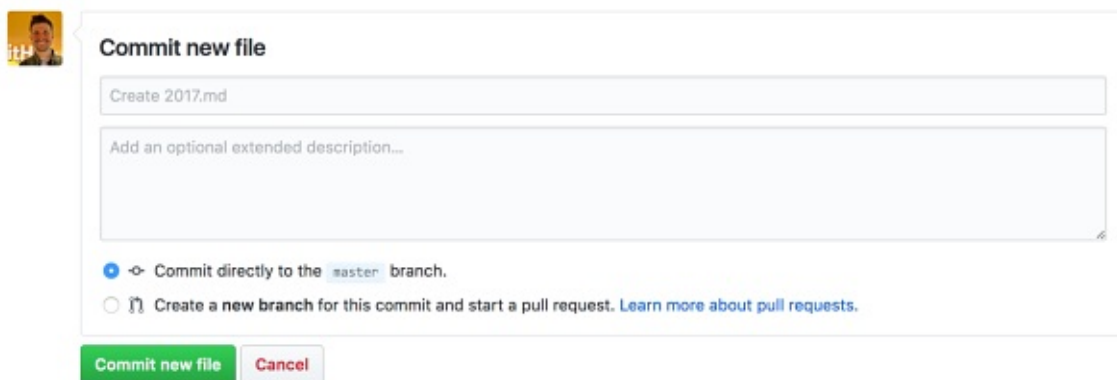 itH
Commit new file
Create 2017.md
Add an optional extended description...
Commit directly to the master branch.
Create a new branch for this commit and start a pull request. Learn more about pull requests.
Commit new file Cancel